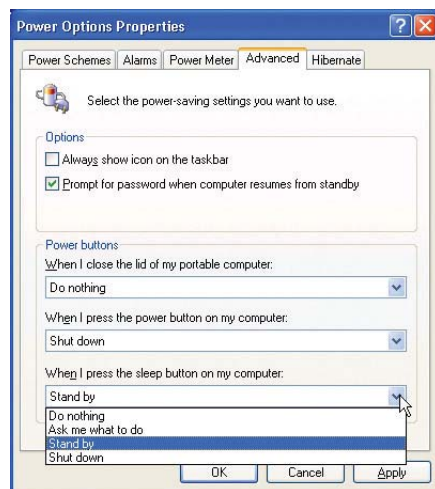 Power Options Properties
Power Schemes Alarms Power Meter Advanced Hibernate
Select the power-saving settings you want to use.
Options
Always show icon on the taskbar
Prompt for password when computer resumes from standby
Power buttons
When I close the lid of my portable computer:
Do nothing
When I press the power button on my computer:
Shut down
When I press the sleep button on my computer:
Stand by
Do nothing
Ask me what to do
Stand by
Shut down
OK Cancel Apply